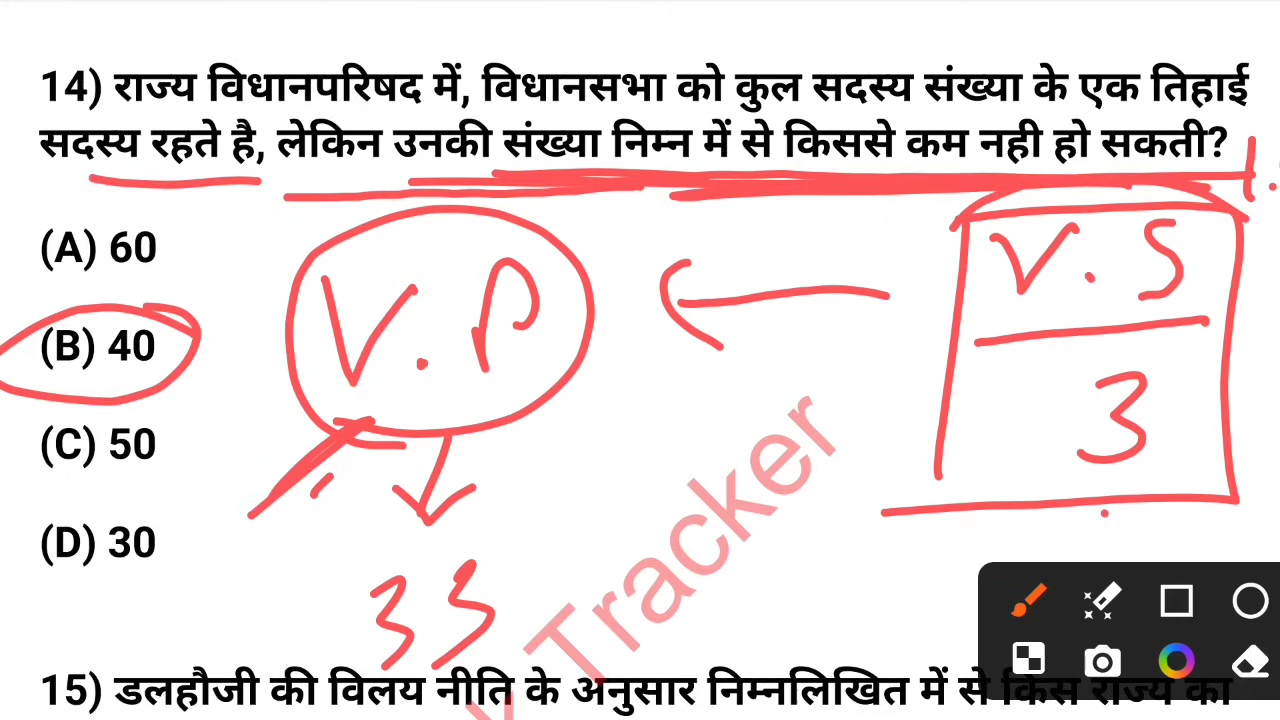 14) राज्य विधानपरिषद में, विधानसभा को कुल सदस्य संख्या के एक तिहाई
सदस्य रहते है, लेकिन उनकी संख्या निम्न में से किससे कम नही हो सकती?
(A) 60
(B) 40
(C) 50
(D) 30
V.P
V.S
3
33
Tracker
15) डलहौजी की विलय नीति के अनुसार निम्नलिखित में से किस राज्य का